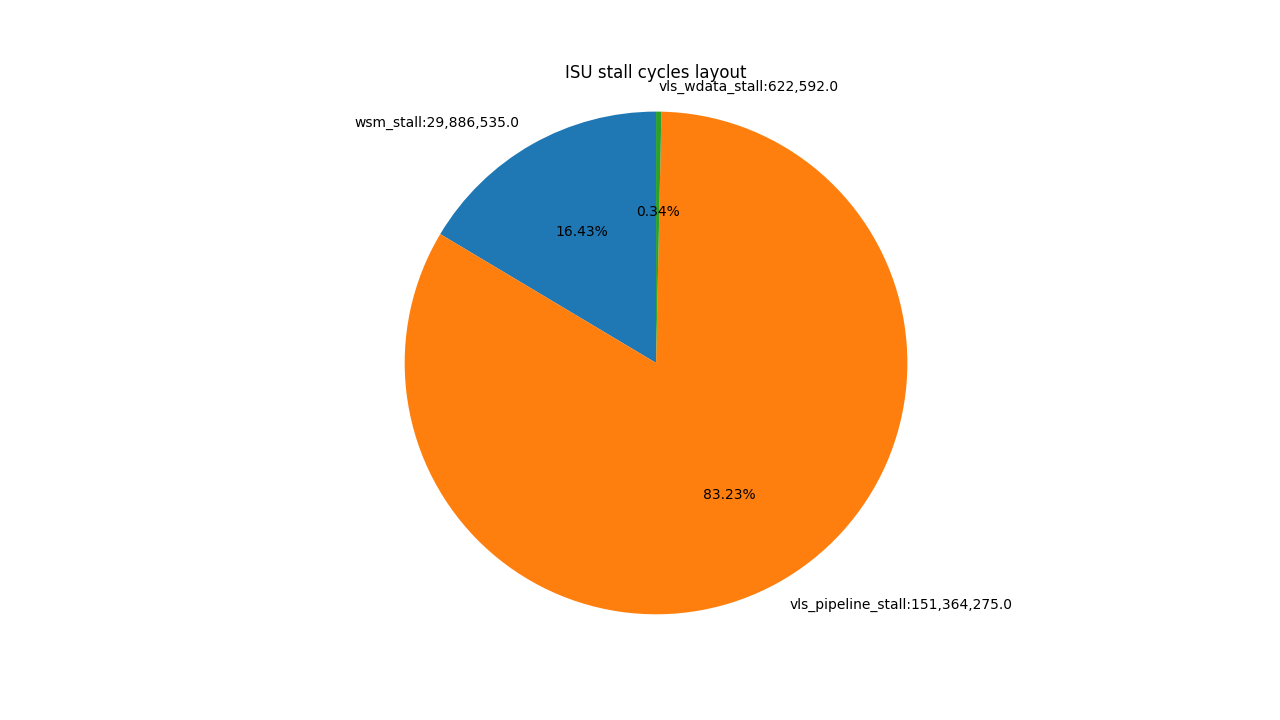 ISU stall cycles layout
vls_wdata_stall:622,592.0
wsm_stall:29,886,535.0
0.34%
16.43%
83.23%
vls_pipeline_stall:151,364,275.0